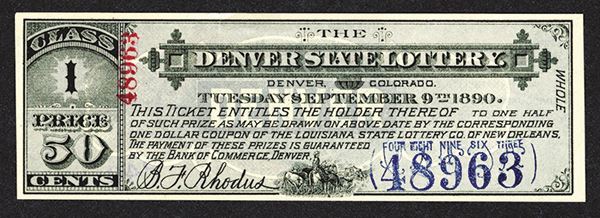 CLASS
I
PRICE
50
CENTS
48963
THE
DENVER STATE LOTTERY.
DENVER, COLORADO.
TUESDAY SEPTEMBER 9TH 1890.
THIS TICKET ENTITLES THE HOLDER THERE OF TO ONE HALF
OF SUCH PRIZE AS MAY BE DRAWN ON ABOVE DATE BY THE CORRESPONDING
ONE DOLLAR COUPON OF THE LOUISIANA STATE LOTTERY CO. OF NEW ORLEANS,
THE PAYMENT OF THESE PRIZES IS GUARANTEED
BY THE BANK OF COMMERCE, DENVER.
B. F. Rhodus
FOUR EIGHT NINE SIX THREE
(48963)
WHOLE